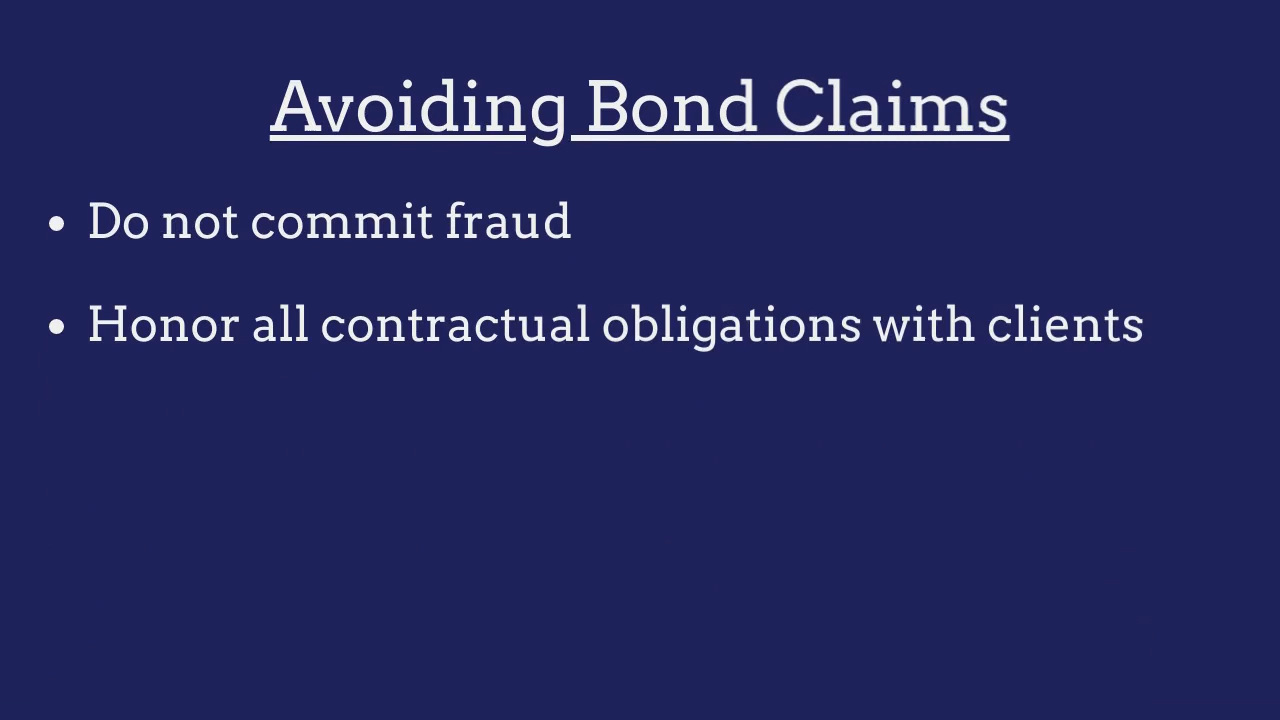 Avoiding Bond Claims
• Do not commit fraud
• Honor all contractual obligations with clients